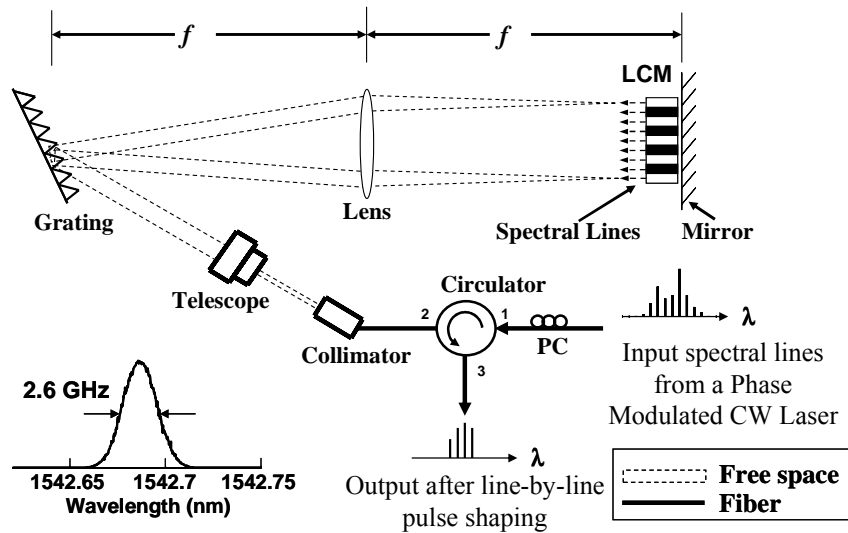 f
f
LCM
Grating
Lens
Spectral Lines
Mirror
Telescope
Circulator
2
1
3
PC
λ
Collimator
Input spectral lines
from a Phase
Modulated CW Laser
2.6 GHz
1542.65
1542.7
1542.75
Wavelength (nm)
λ
Output after line-by-line
pulse shaping
Free space
Fiber